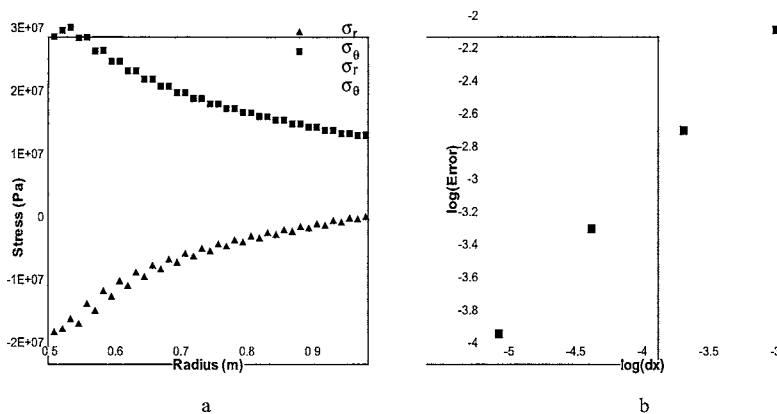 3E+07
2E+07
1E+07
0
-1E+07
-2E+07
Stress (Pa)
0.5
0.6
0.7
0.8
0 9
Radius (m)
σr
σθ
σr
σθ
a
-2
-2.2
-2.4
-2.6
-2.8
-3
-3.2
-3.4
-3.6
-3.8
-4
log(Error)
-5
-4.5
-4
-3.5
-3
log(dx)
b